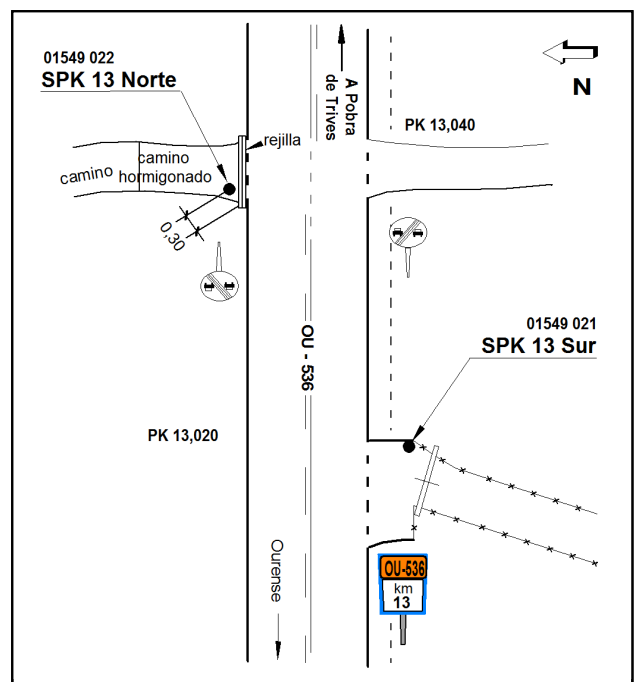 01549 022
SPK 13 Norte
A Pobra
de Trives
N
PK 13,040
rejilla
camino
camino
hormigonado
0,30
01549 021
SPK 13 Sur
OU - 536
PK 13,020
Ourense
OU-536
km
13